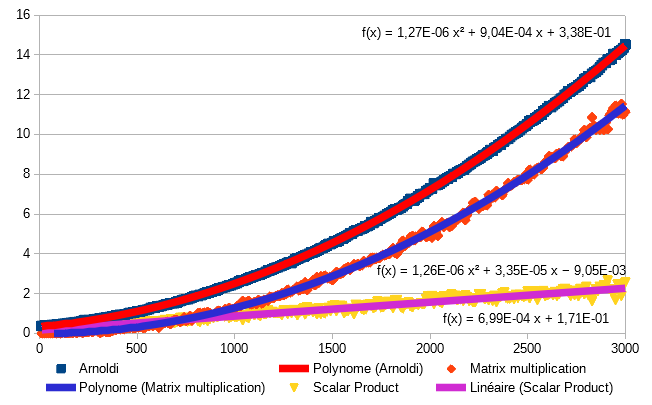 16
f(x) = 1,27E-06 x² + 9,04E-04 x + 3,38E-01
14
12
10
8
6
4
f(x) = 1,26E-06 x² + 3,35E-05 x − 9,05E-03
2
f(x) = 6,99E-04 x + 1,71E-01
0
0 500 1000 1500 2000 2500 3000
Arnoldi Polynome (Arnoldi) Matrix multiplication
Polynome (Matrix multiplication) Scalar Product Linéaire (Scalar Product)